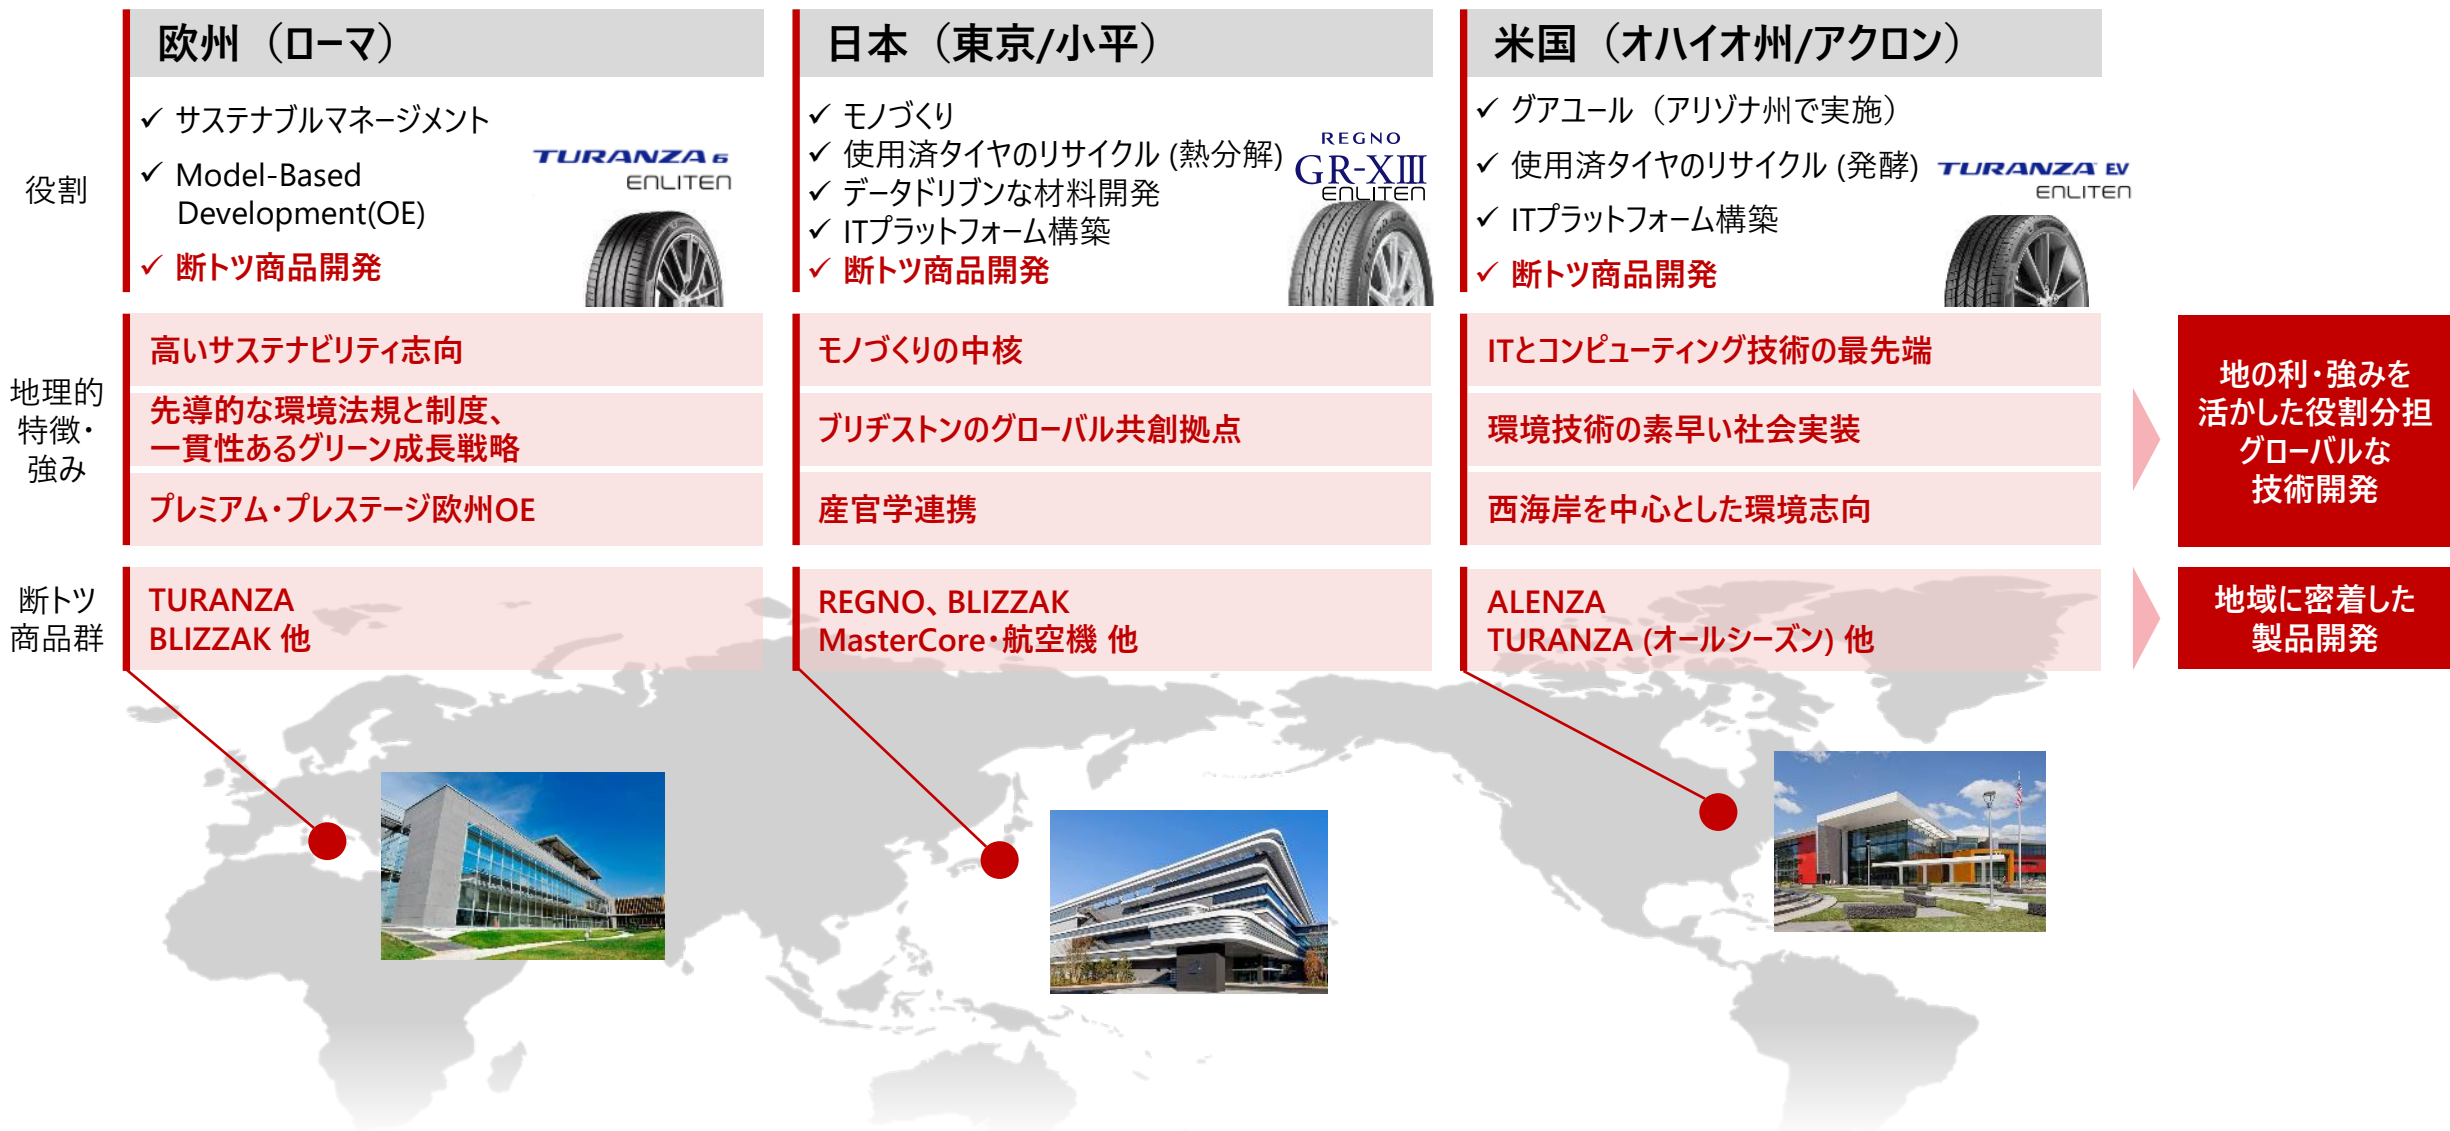 欧州（ローマ）
日本（東京/小平）
米国（オハイオ州/アクロン）
役割
✓ サステナブルマネージメント
✓ Model-Based
Development(OE)
✓ 断トツ商品開発
TURANZA 6
ENLITEN
✓ モノづくり
✓ 使用済タイヤのリサイクル (熱分解)
✓ データドリブンな材料開発
✓ ITプラットフォーム構築
✓ 断トツ商品開発
REGNO
GR-XIII
ENLITEN
✓ グアユール（アリゾナ州で実施）
✓ 使用済タイヤのリサイクル (発酵)
✓ ITプラットフォーム構築
✓ 断トツ商品開発
TURANZA EV
ENLITEN
地理的
特徴・
強み
高いサステナビリティ志向
先導的な環境法規と制度、
一貫性あるグリーン成長戦略
プレミアム・プレステージ欧州OE
モノづくりの中核
ブリヂストンのグローバル共創拠点
産官学連携
ITとコンピューティング技術の最先端
環境技術の素早い社会実装
西海岸を中心とした環境志向
地の利・強みを
活かした役割分担
グローバルな
技術開発
断トツ
商品群
TURANZA
BLIZZAK 他
REGNO、BLIZZAK
MasterCore・航空機 他
ALENZA
TURANZA (オールシーズン) 他
地域に密着した
製品開発